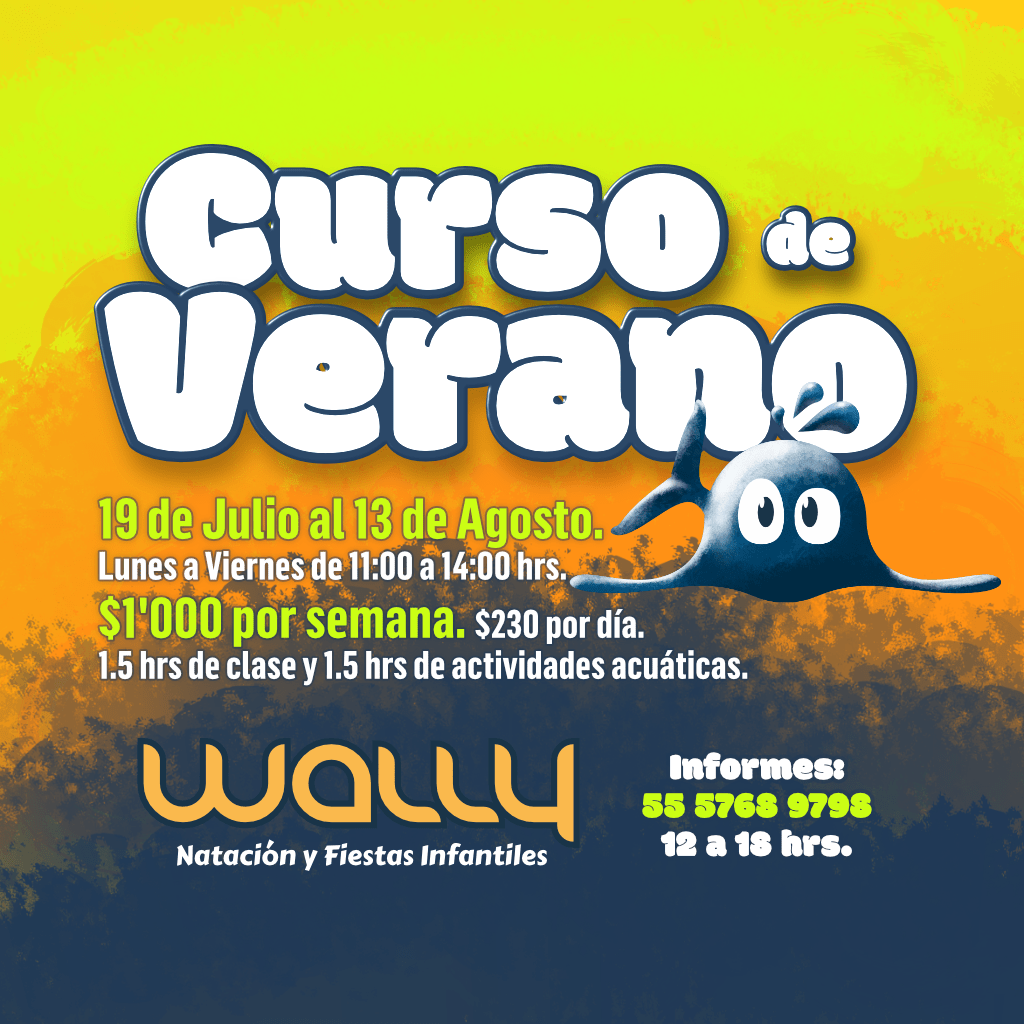 Curso de
Verano
19 de Julio al 13 de Agosto.
Lunes a Viernes de 11:00 a 14:00 hrs.
$1'000 por semana. $230 por día.
1.5 hrs de clase y 1.5 hrs de actividades acuáticas.
wally
Natación y Fiestas Infantiles
Informes:
55 5768 9798
12 a 18 hrs.